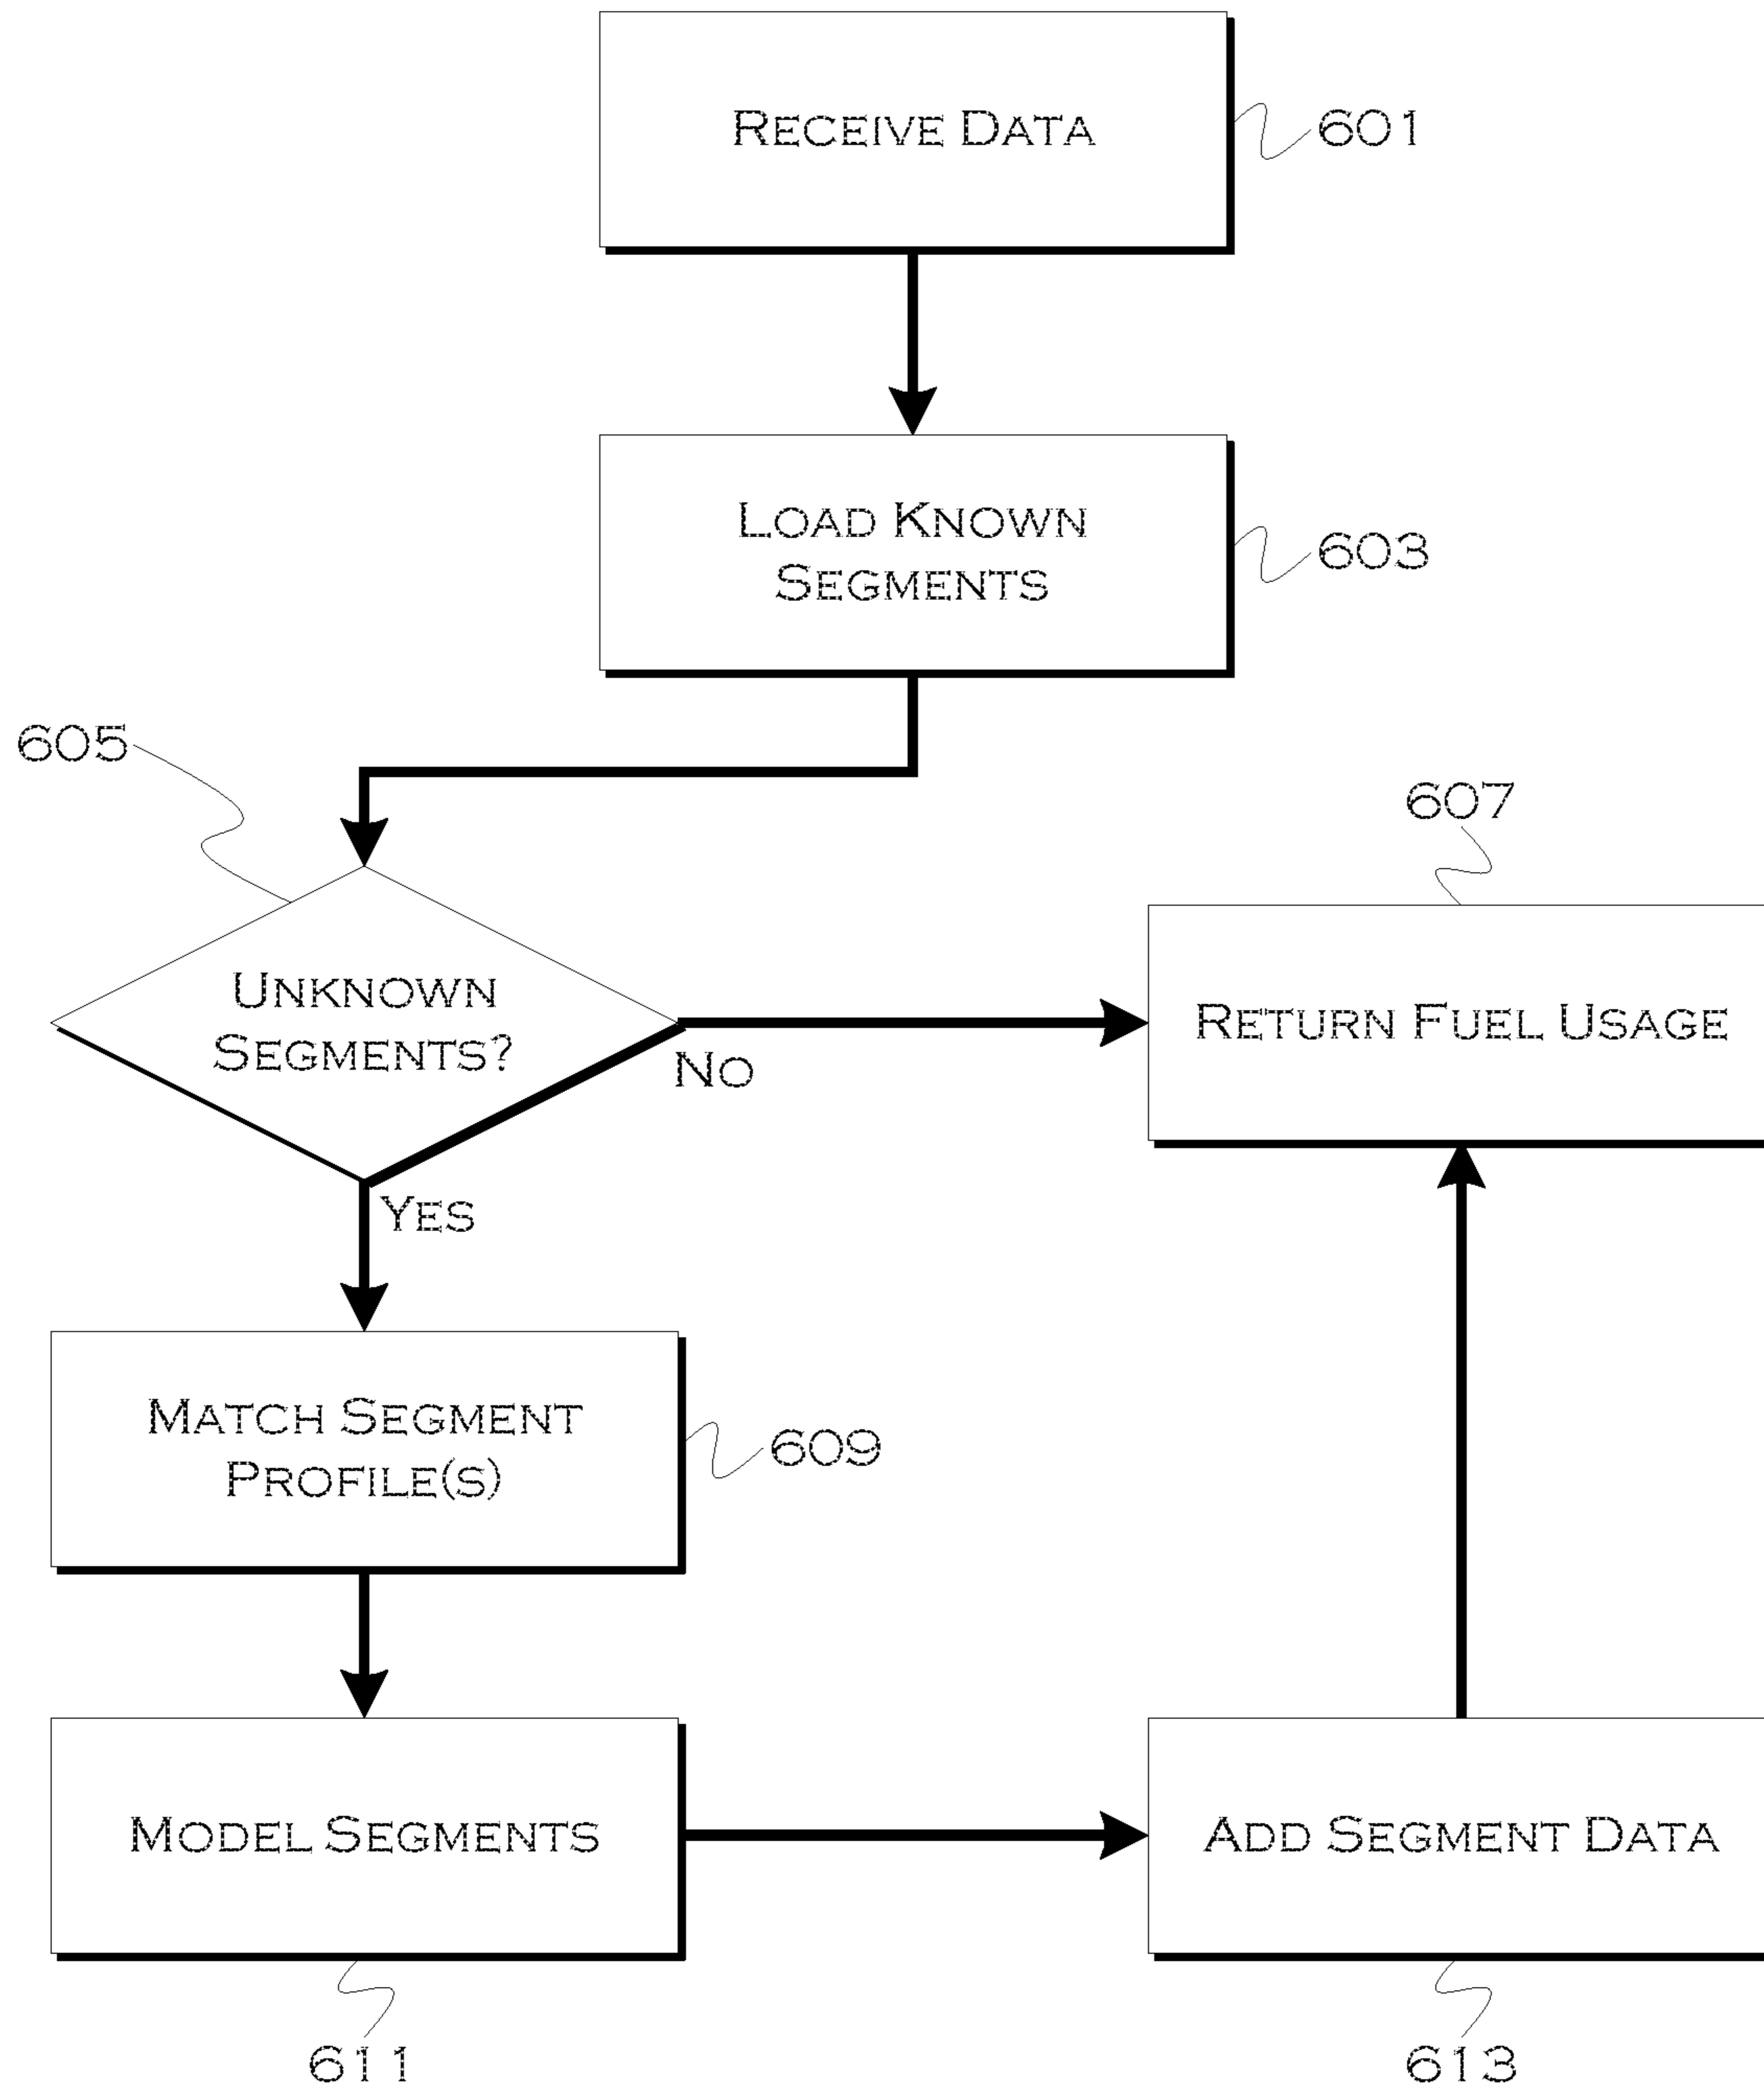 RECEIVE DATA
601
LOAD KNOWN
SEGMENTS
603
605
607
UNKNOWN
SEGMENTS?
RETURN FUEL USAGE
NO
YES
MATCH SEGMENT
PROFILE(S)
609
MODEL SEGMENTS
ADD SEGMENT DATA
611
613